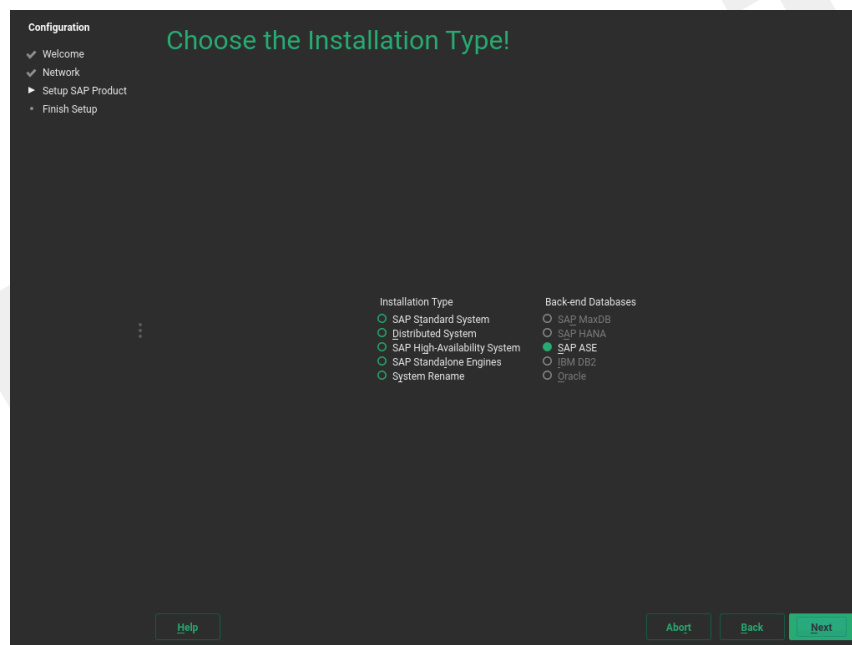 Configuration
Welcome
Network
Setup SAP Product
Finish Setup
Choose the Installation Type!
Installation Type
SAP Standard System
Distributed System
SAP High-Availability System
SAP Standalone Engines
System Rename
Back-end Databases
SAP MaxDB
SAP HANA
SAP ASE
IBM DB2
Oracle
Help
Abort
Back
Next